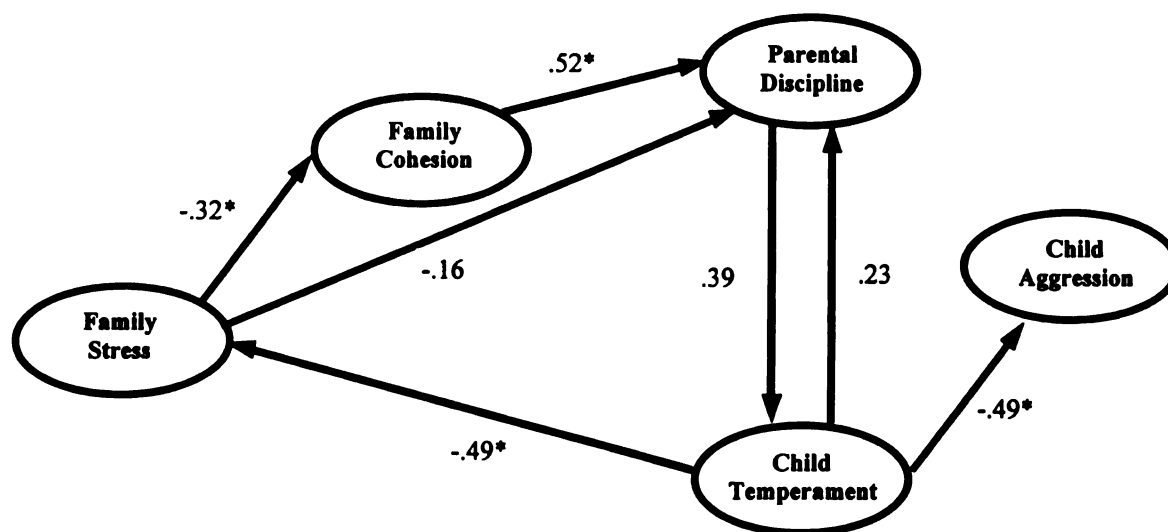 Parental
Discipline
.52*
Family
Cohesion
-.32*
-.16
.39
.23
Child
Aggression
Family
Stress
-.49*
-.49*
Child
Temperament